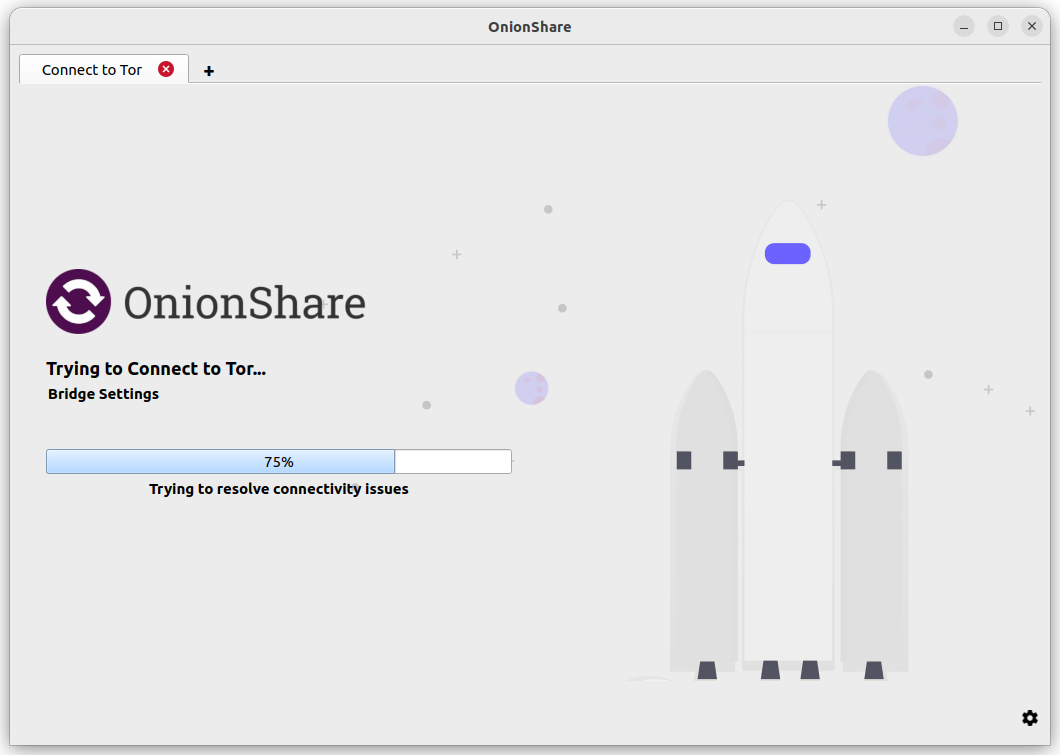 OnionShare
Connect to Tor
OnionShare
Trying to Connect to Tor...
Bridge Settings
75%
Trying to resolve connectivity issues